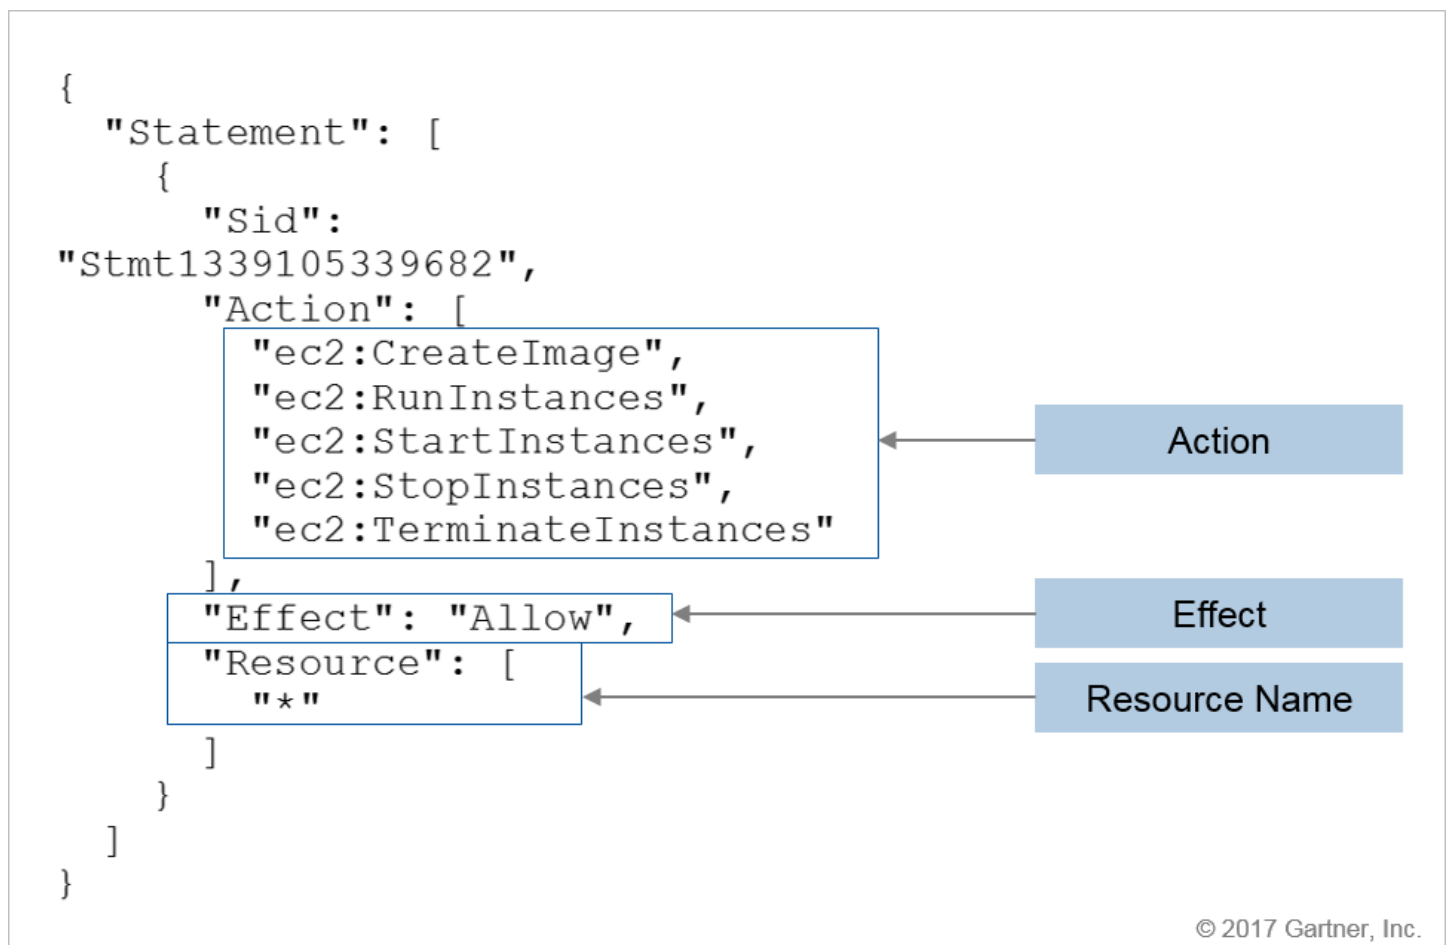 {
"Statement": [
{
"Sid":
"Stmt1339105339682",
"Action": [
"ec2:CreateImage",
"ec2:RunInstances",
"ec2:StartInstances",
"ec2:StopInstances",
"ec2:TerminateInstances"
],
"Effect": "Allow",
"Resource": [
"*"
]
}
]
}
Action
Effect
Resource Name
© 2017 Gartner, Inc.